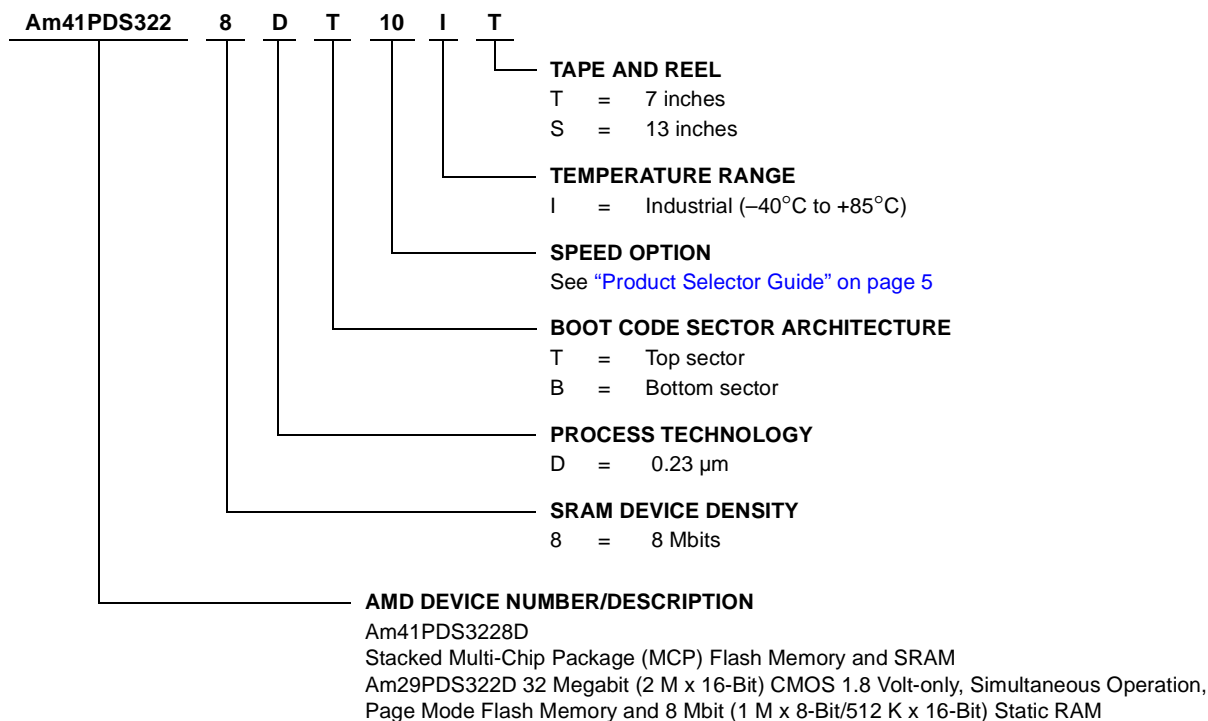 Am41PDS322 8 D T 10 I T
TAPE AND REEL
T = 7 inches
S = 13 inches
TEMPERATURE RANGE
I = Industrial (–40°C to +85°C)
SPEED OPTION
See “Product Selector Guide” on page 5
BOOT CODE SECTOR ARCHITECTURE
T = Top sector
B = Bottom sector
PROCESS TECHNOLOGY
D = 0.23 µm
SRAM DEVICE DENSITY
8 = 8 Mbits
AMD DEVICE NUMBER/DESCRIPTION
Am41PDS3228D
Stacked Multi-Chip Package (MCP) Flash Memory and SRAM
Am29PDS322D 32 Megabit (2 M x 16-Bit) CMOS 1.8 Volt-only, Simultaneous Operation,
Page Mode Flash Memory and 8 Mbit (1 M x 8-Bit/512 K x 16-Bit) Static RAM